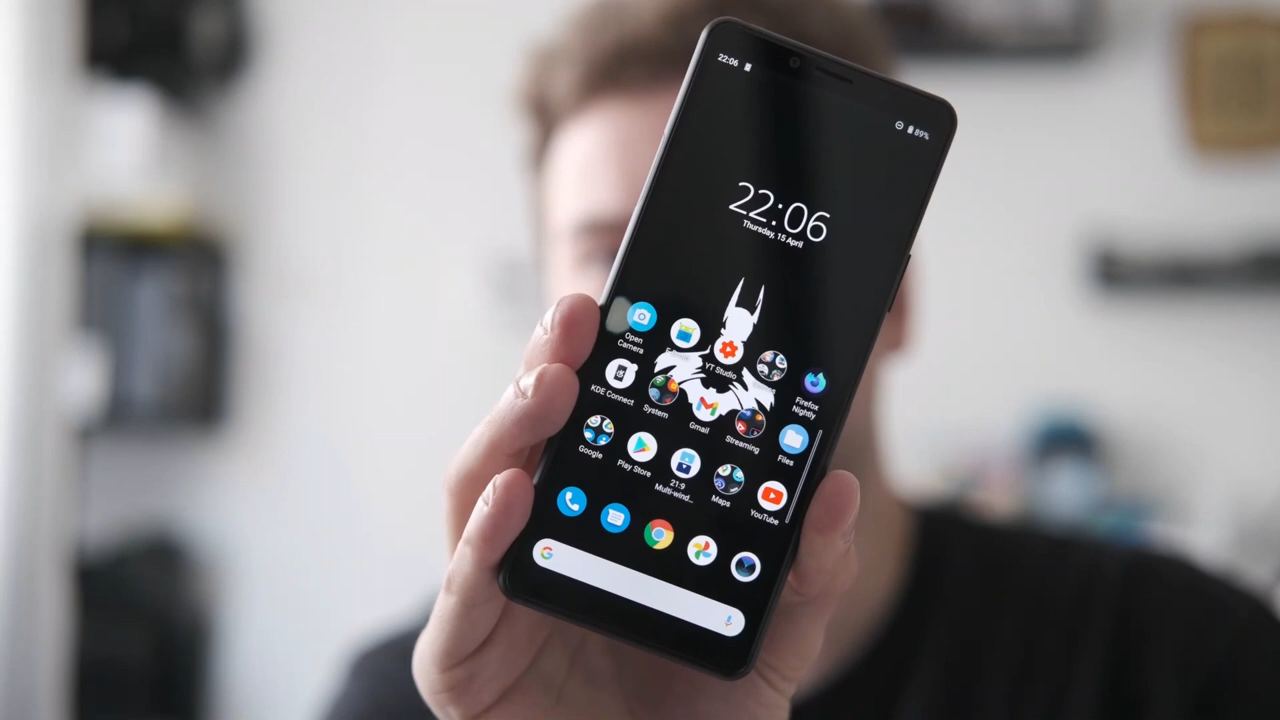 22:06
89%
22:06
Thursday, 15 April
Open
Camera
YT Studio
Firefox
Nightly
KDE Connect
System
Gmail
Streaming
Files
Google
Play Store
21:9
Multi-wind...
Maps
YouTube
G